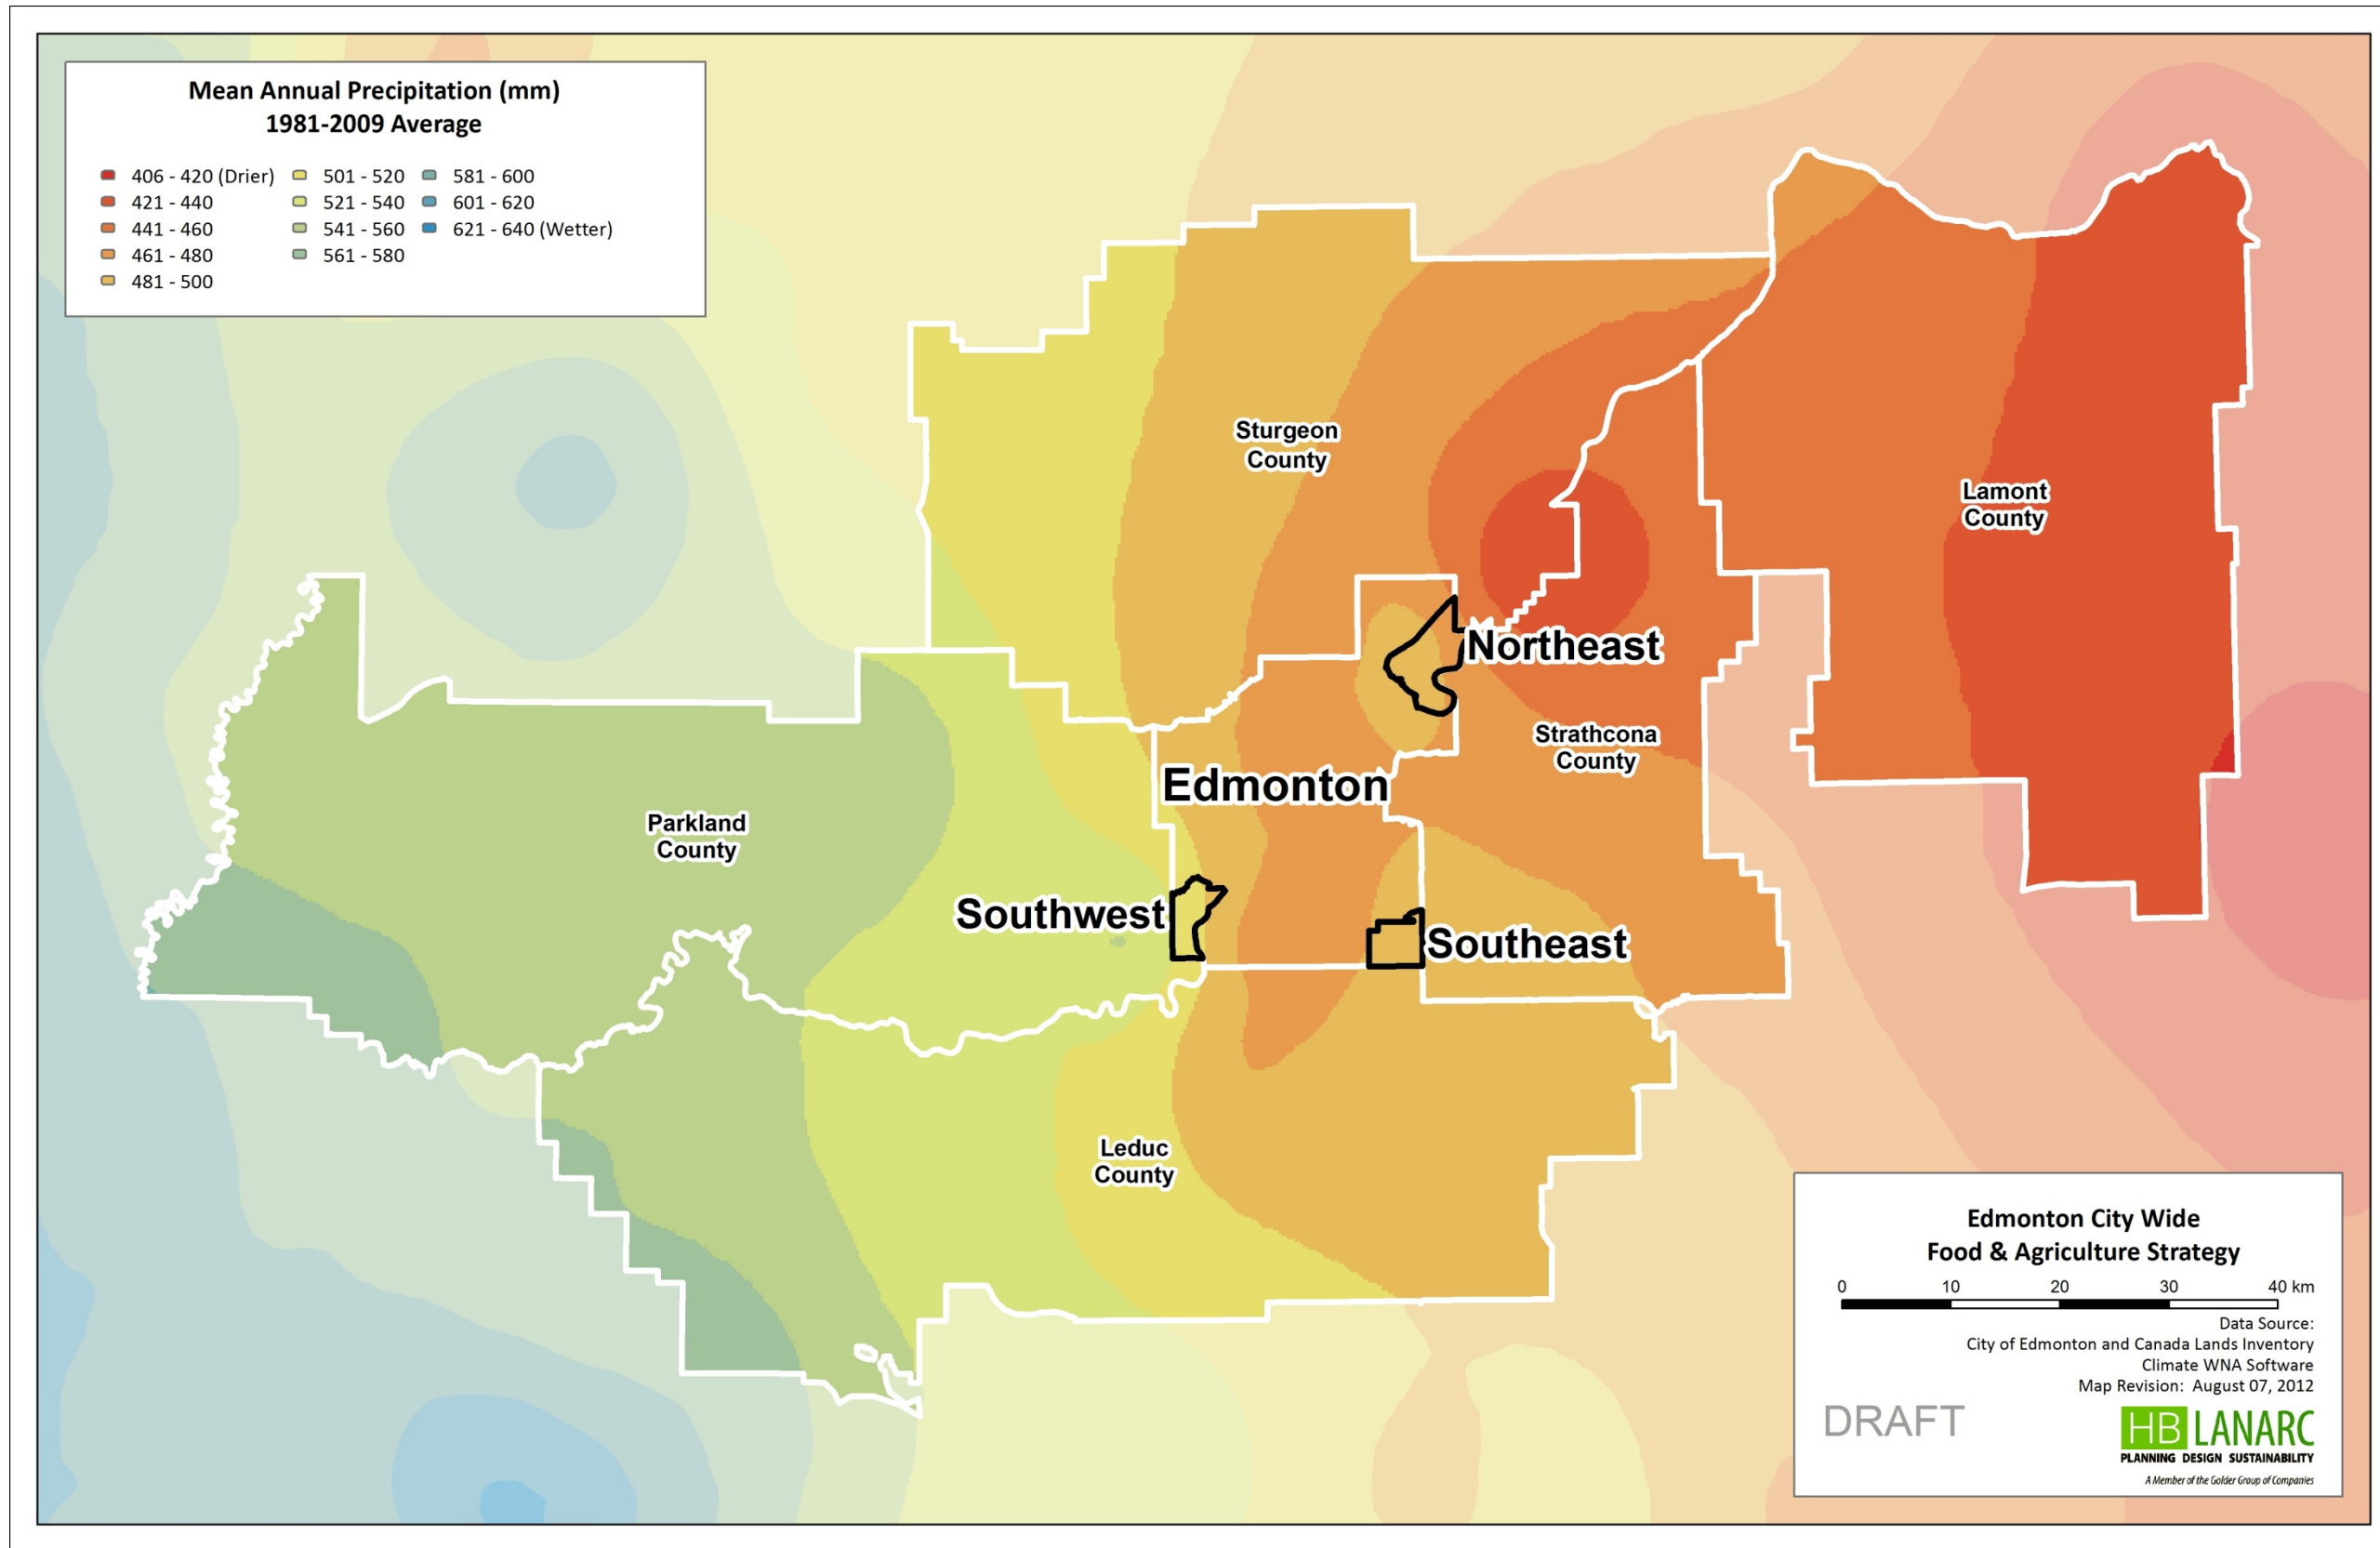 Mean Annual Precipitation (mm)
1981-2009 Average
406 - 420 (Drier)
421 - 440
441 - 460
461 - 480
481 - 500
501 - 520
521 - 540
541 - 560
561 - 580
581 - 600
601 - 620
621 - 640 (Wetter)
Sturgeon
County
Lamont
County
Northeast
Strathcona
County
Edmonton
Parkland
County
Southwest
Southeast
Leduc
County
Edmonton City Wide
Food & Agriculture Strategy
0 10 20 30 40 km
Data Source:
City of Edmonton and Canada Lands Inventory
Climate WNA Software
Map Revision: August 07, 2012
DRAFT
HB LANARC
PLANNING DESIGN SUSTAINABILITY
A Member of the Golder Group of Companies